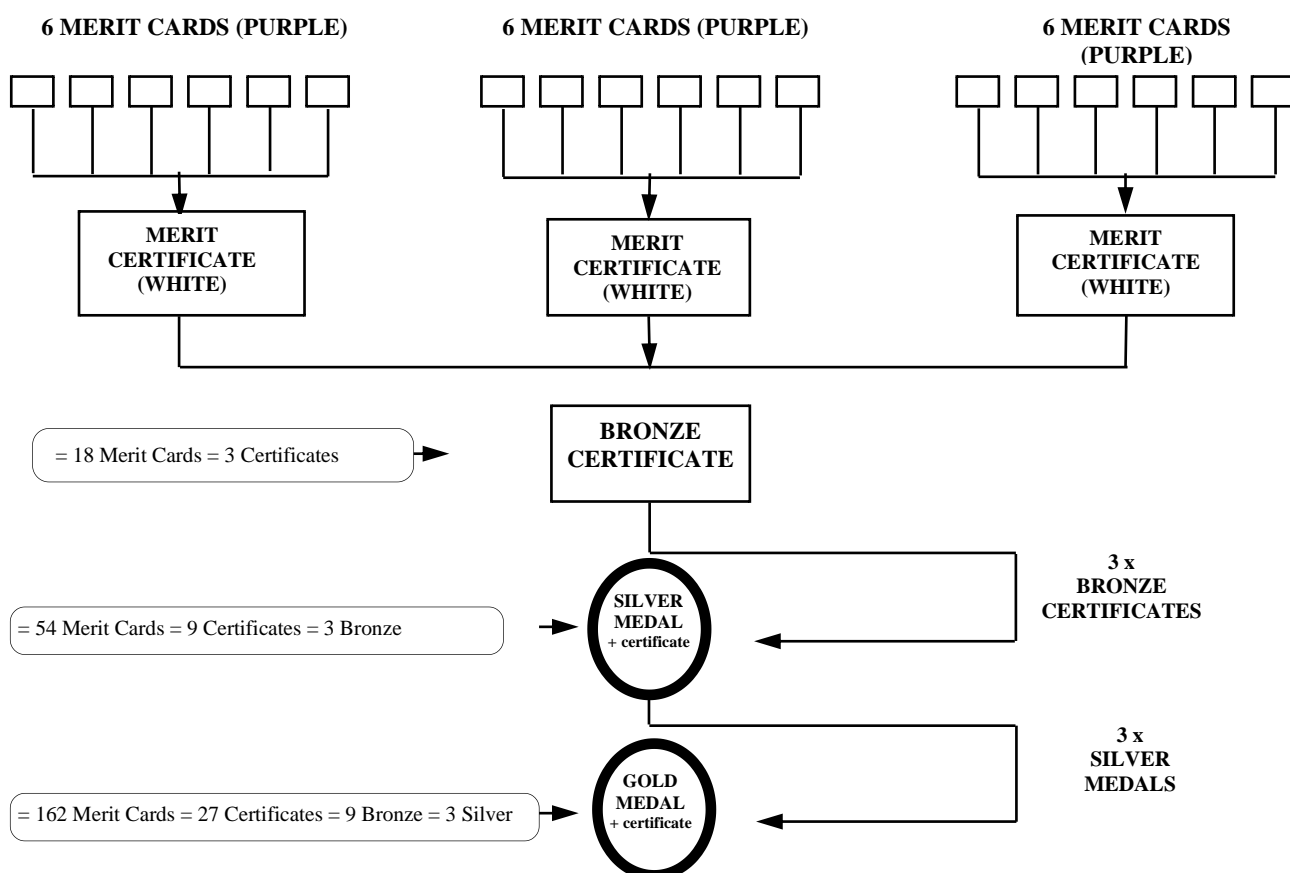 6 MERIT CARDS (PURPLE)
6 MERIT CARDS (PURPLE)
6 MERIT CARDS
(PURPLE)
MERIT
CERTIFICATE
(WHITE)
MERIT
CERTIFICATE
(WHITE)
MERIT
CERTIFICATE
(WHITE)
BRONZE
CERTIFICATE
= 18 Merit Cards = 3 Certificates
3 x
BRONZE
CERTIFICATES
SILVER
MEDAL
+ certificate
= 54 Merit Cards = 9 Certificates = 3 Bronze
3 x
SILVER
MEDALS
GOLD
MEDAL
+ certificate
= 162 Merit Cards = 27 Certificates = 9 Bronze = 3 Silver